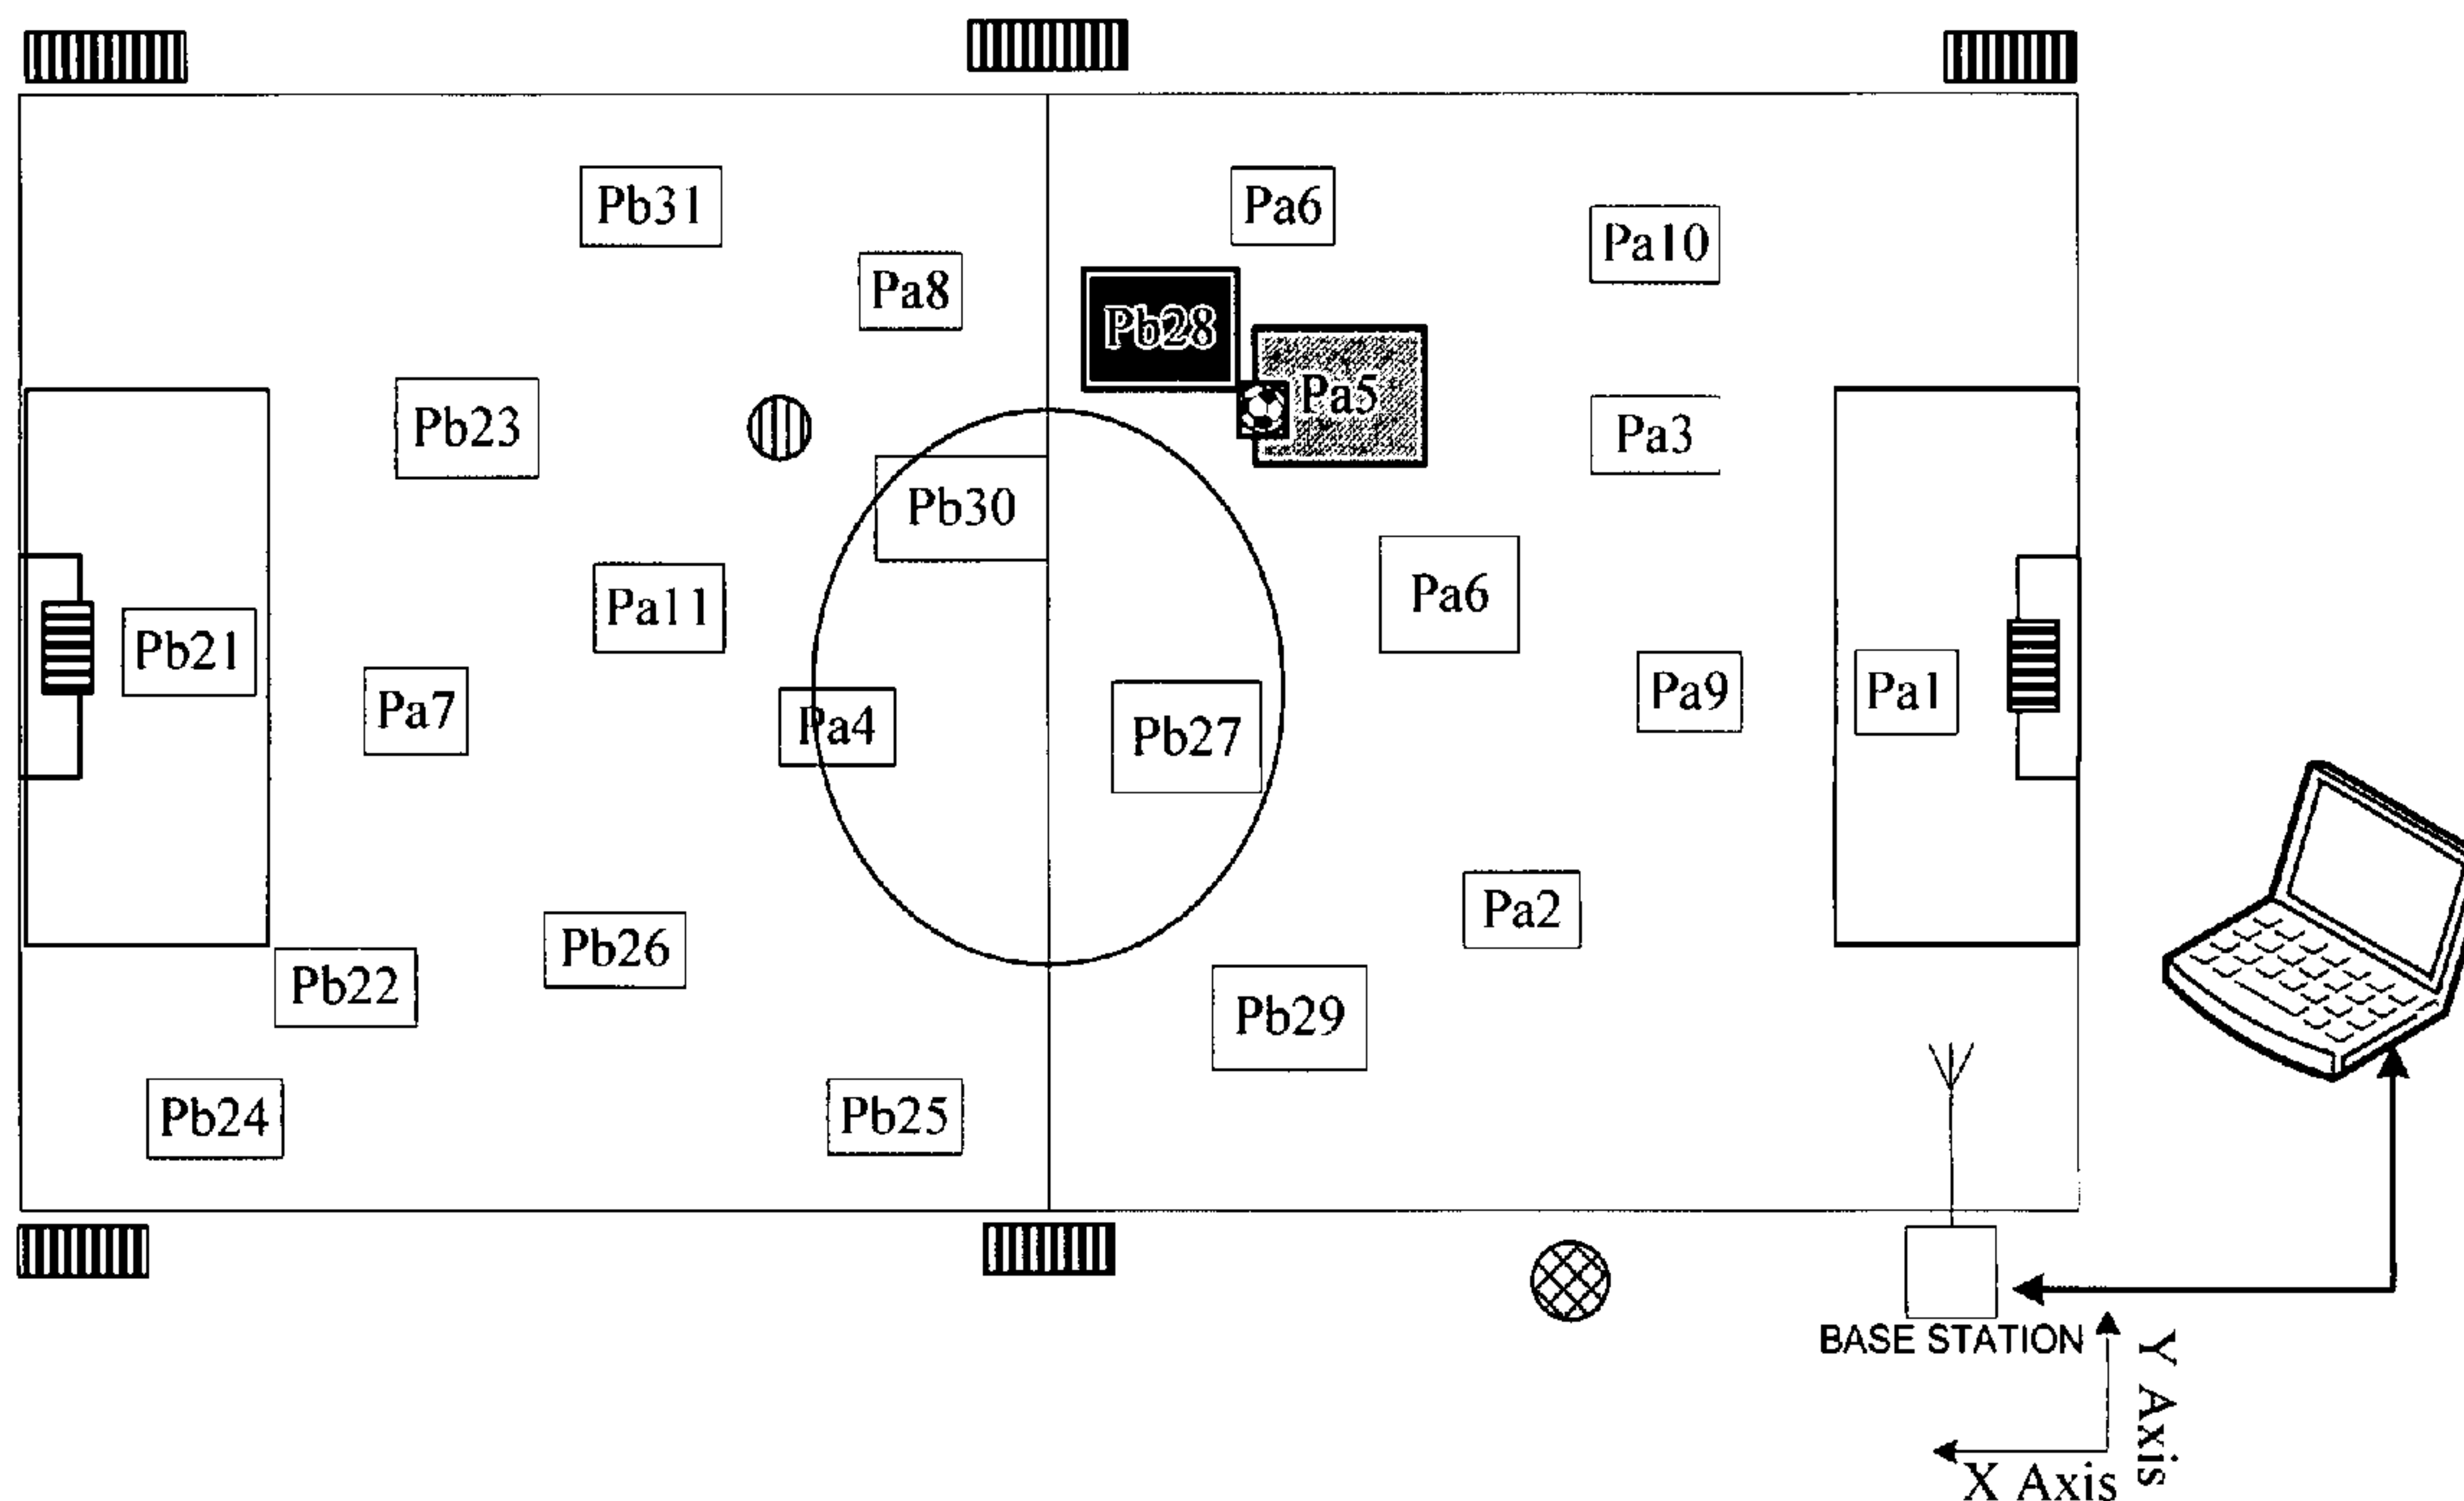 Pb31
Pa6
Pa10
Pa8
Pb28
Pa5
Pb23
Pa3
Pb30
Pa11
Pa6
Pb21
Pa7
Pa4
Pb27
Pa9
Pa1
Pa2
Pb26
Pb22
Pb29
Pb24
Pb25
BASE STATION
Y Axis
X Axis